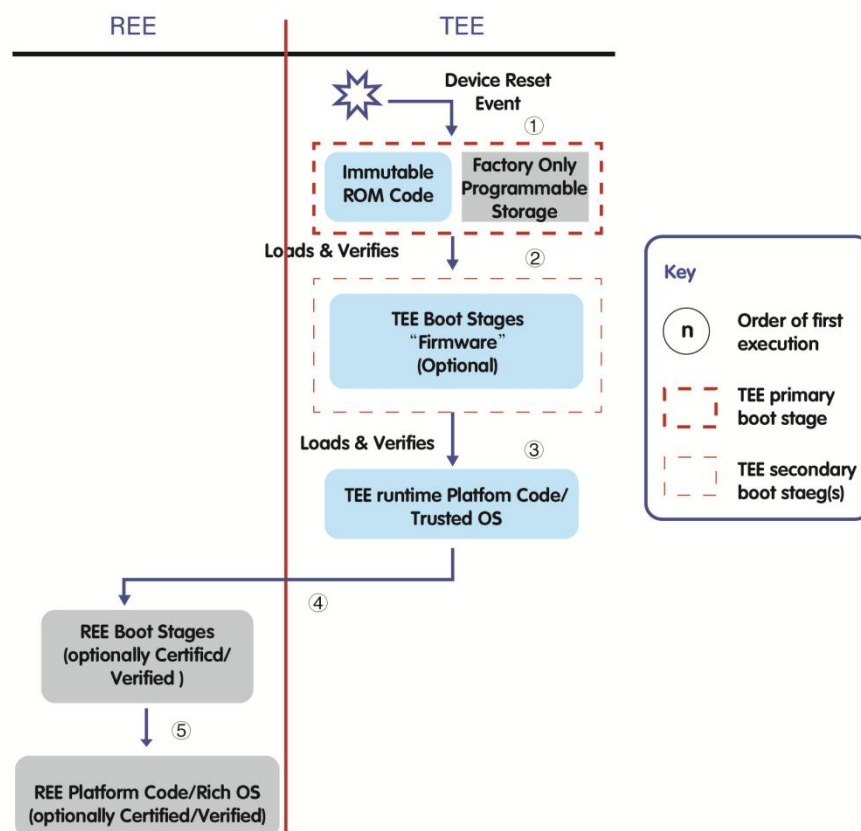 REE
TEE
Device Reset
Event
①
Immutable
ROM Code
Factory Only
Programmable
Storage
Loads & Verifies
②
TEE Boot Stages
“Firmware”
(Optional)
Loads & Verifies
③
TEE runtime Platfom Code/
Trusted OS
④
REE Boot Stages
(optionally Certificd/
Verified )
⑤
REE Platform Code/Rich OS
(optionally Certified/Verified)
Key
n
Order of first
execution
TEE primary
boot stage
TEE secondary
boot staeg(s)